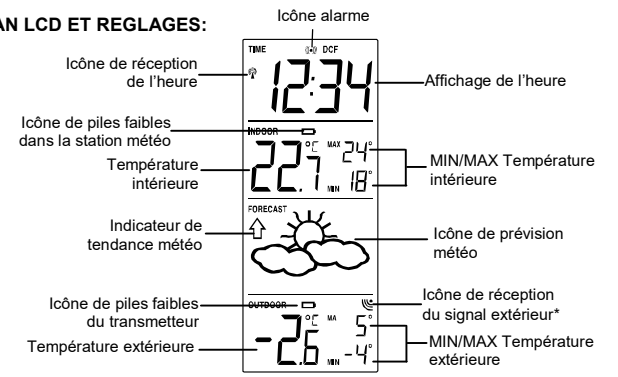 AN LCD ET REGLAGES:
Icône alarme
TIME DCF
Icône de réception
de l'heure
12:34
Affichage de l'heure
Icône de piles faibles
dans la station météo
INDOOR
Température
intérieure
22.7 °C MAX 24°
MIN 18°
MIN/MAX Température
intérieure
FORECAST
Indicateur de
tendance météo
Icône de prévision
météo
Icône de piles faibles
du transmetteur
OUTDOOR
Icône de réception
du signal extérieur*
Température extérieure
-2.6 °C MA 5°
MIN -4°
MIN/MAX Température
extérieure